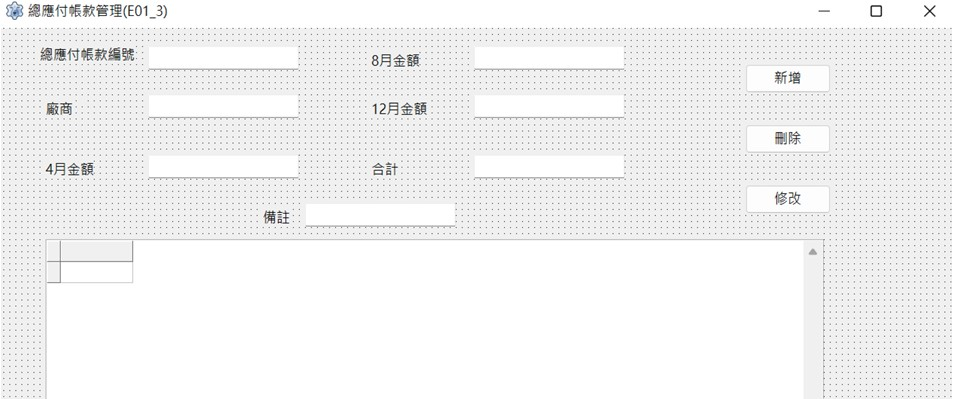 總應付帳款管理(E01_3)
總應付帳款編號 8月金額
新增
廠商 12月金額
刪除
4月金額 合計
修改
備註